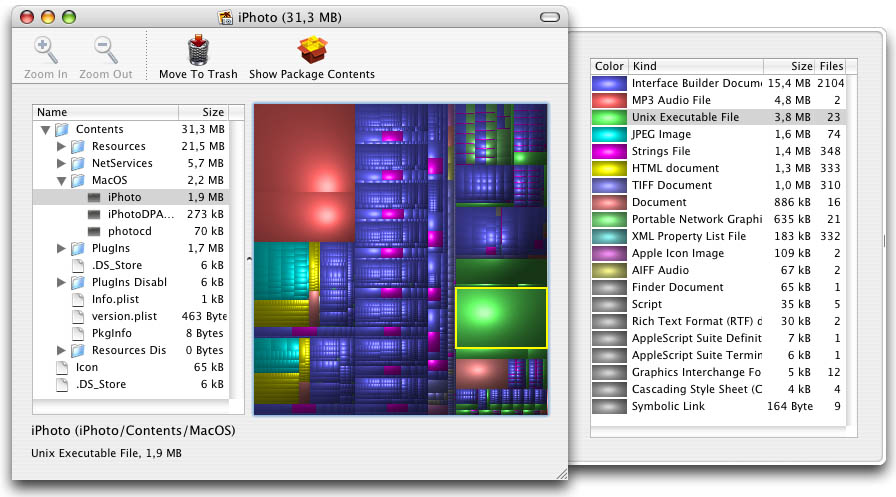 iPhoto (31,3 MB)
Zoom In Zoom Out Move To Trash Show Package Contents
Name Size
Contents 31,3 MB
Resources 21,5 MB
NetServices 5,7 MB
MacOS 2,2 MB
iPhoto 1,9 MB
iPhotoDPA... 273 kB
photocd 70 kB
PlugIns 1,7 MB
.DS_Store 6 kB
PlugIns Disabl 6 kB
Info.plist 1 kB
version.plist 463 Byte
PkgInfo 8 Bytes
Resources Dis 0 Bytes
Icon 65 kB
.DS_Store 6 kB
iPhoto (iPhoto/Contents/MacOS)
Unix Executable File, 1,9 MB
Color Kind Size Files
Interface Builder Docume 15,4 MB 2104
MP3 Audio File 4,8 MB 2
Unix Executable File 3,8 MB 23
JPEG Image 1,6 MB 74
Strings File 1,4 MB 348
HTML document 1,3 MB 333
TIFF Document 1,0 MB 310
Document 886 kB 16
Portable Network Graphi 635 kB 21
XML Property List File 183 kB 332
Apple Icon Image 109 kB 2
AIFF Audio 67 kB 2
Finder Document 65 kB 1
Script 35 kB 5
Rich Text Format (RTF) d 30 kB 2
AppleScript Suite Definit 7 kB 1
AppleScript Suite Termin 6 kB 1
Graphics Interchange Fo 5 kB 12
Cascading Style Sheet (C 4 kB 4
Symbolic Link 164 Byte 9